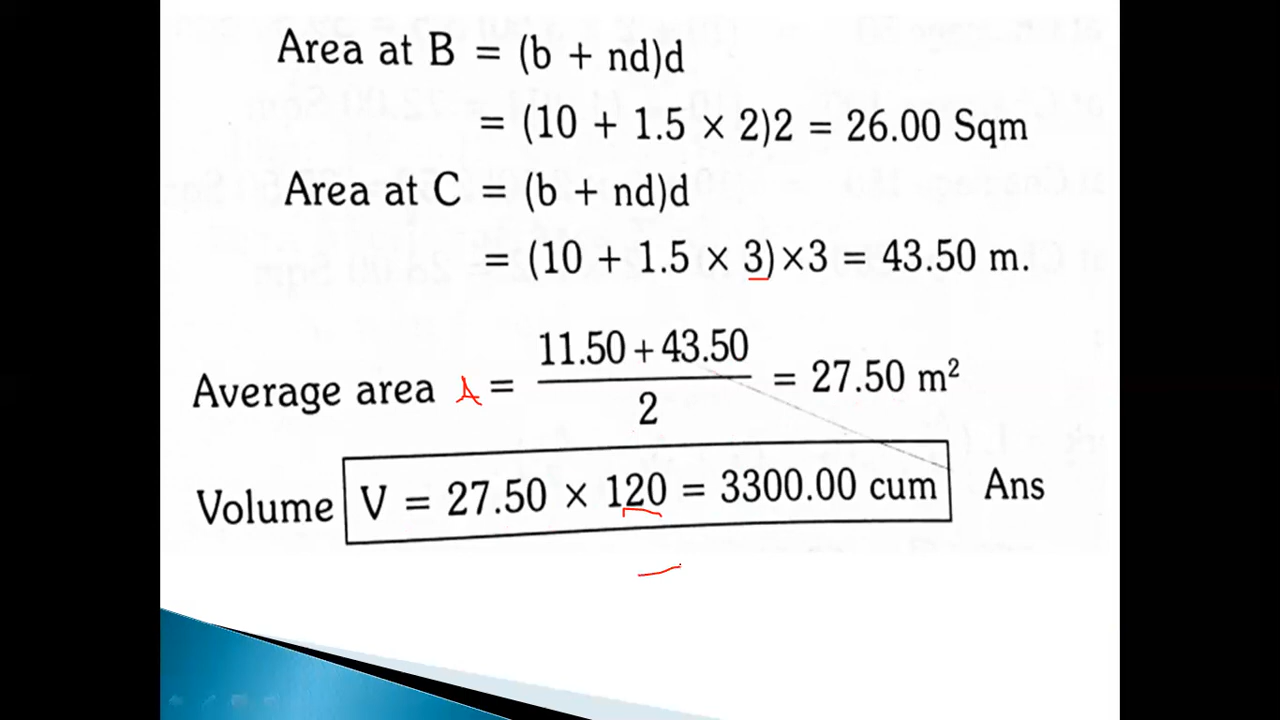 Area at B = (b + nd)d
= (10 + 1.5 × 2)2 = 26.00 Sqm
Area at C = (b + nd)d
= (10 + 1.5 × 3)×3 = 43.50 m.
Average area A = (11.50 + 43.50)/2 = 27.50 m²
Volume V = 27.50 × 120 = 3300.00 cum Ans